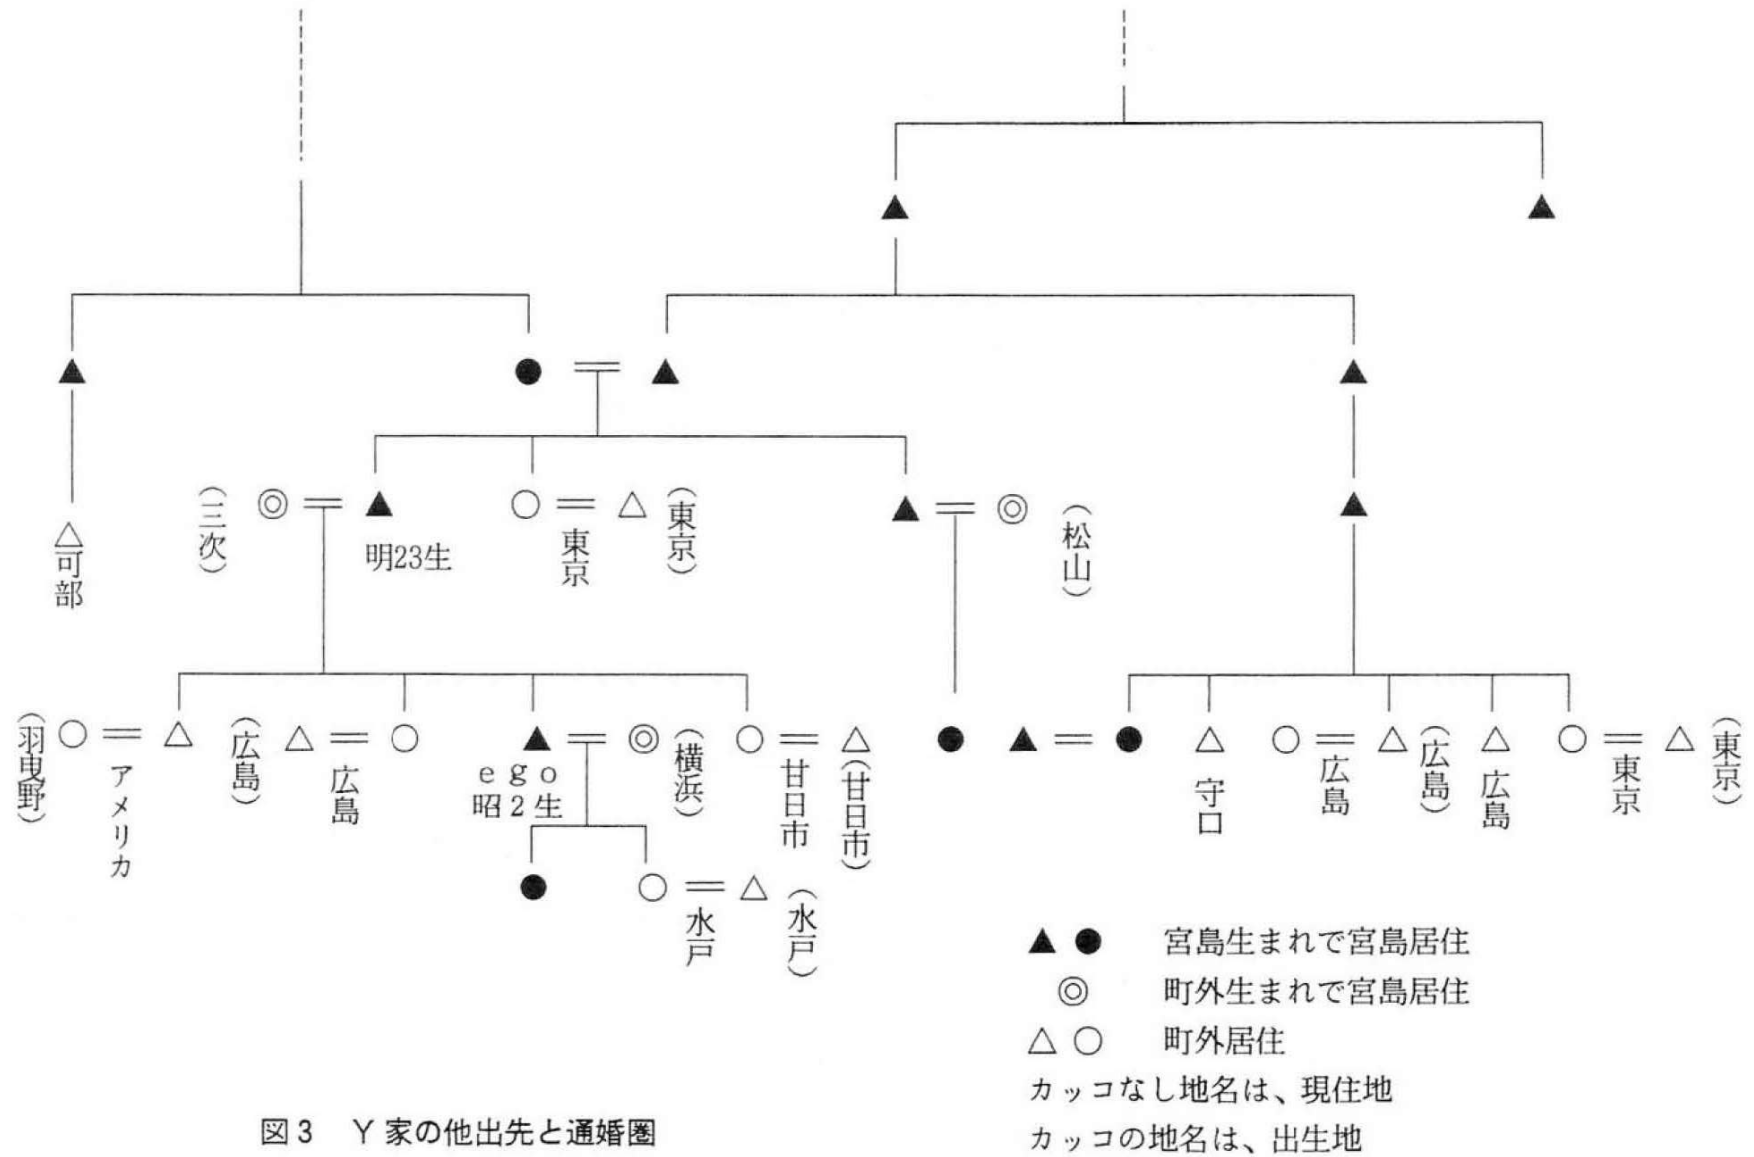 （三次）
明23生
東京
（東京）
（松山）
可部
（羽曳野）
アメリカ
（広島）
広島
ego
昭2生
（横浜）
甘日市
（甘日市）
守口
広島
（広島）
広島
東京
（東京）
水戸
（水戸）
▲ ● 宮島生まれで宮島居住
◎ 町外生まれで宮島居住
△ ○ 町外居住
カッコなし地名は、現住地
カッコの地名は、出生地
図3 Y家の他出先と通婚圏